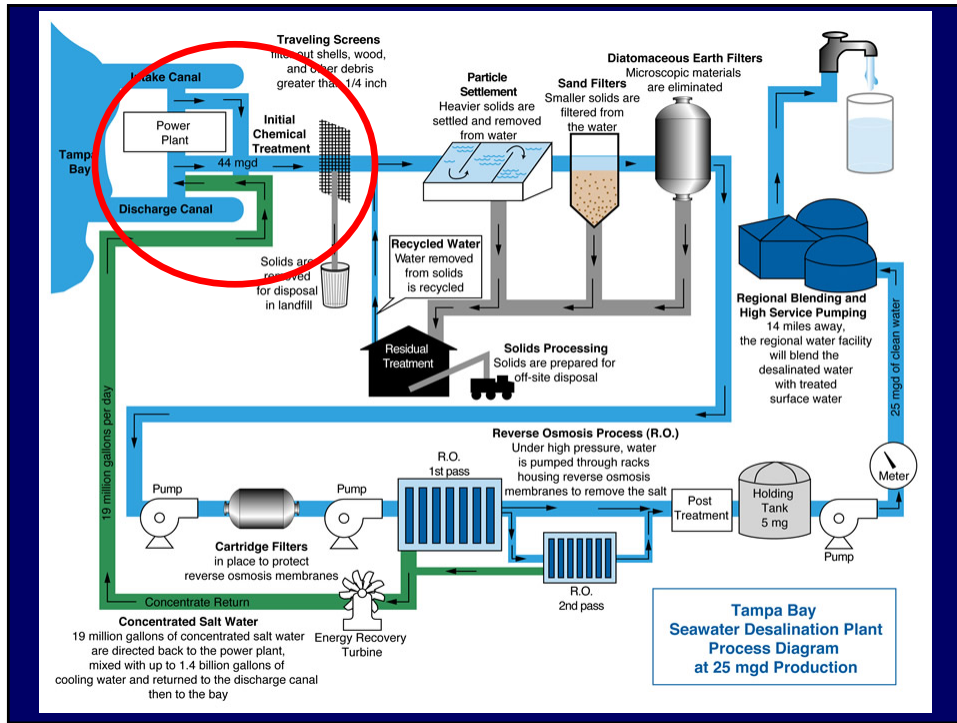 Traveling Screens
filter out shells, wood,
and other debris
greater than 1/4 inch
Intake Canal
Power
Plant
Tampa
Bay
44 mgd
Discharge Canal
Initial
Chemical
Treatment
Solids are
removed
for disposal
in landfill
Particle
Settlement
Heavier solids are
settled and removed
from water
Sand Filters
Smaller solids are
filtered from
the water
Diatomaceous Earth Filters
Microscopic materials
are eliminated
Recycled Water
Water removed
from solids
is recycled
Residual
Treatment
Solids Processing
Solids are prepared for
off-site disposal
Regional Blending and
High Service Pumping
14 miles away,
the regional water facility
will blend the
desalinated water
with treated
surface water
25 mgd of clean water
19 million gallons per day
Reverse Osmosis Process (R.O.)
Under high pressure, water
is pumped through racks
housing reverse osmosis
membranes to remove the salt
Pump
Cartridge Filters
in place to protect
reverse osmosis membranes
Pump
R.O.
1st pass
R.O.
2nd pass
Post
Treatment
Holding
Tank
5 mg
Pump
Meter
Concentrate Return
Energy Recovery
Turbine
Concentrated Salt Water
19 million gallons of concentrated salt water
are directed back to the power plant,
mixed with up to 1.4 billion gallons of
cooling water and returned to the discharge canal
then to the bay
Tampa Bay
Seawater Desalination Plant
Process Diagram
at 25 mgd Production